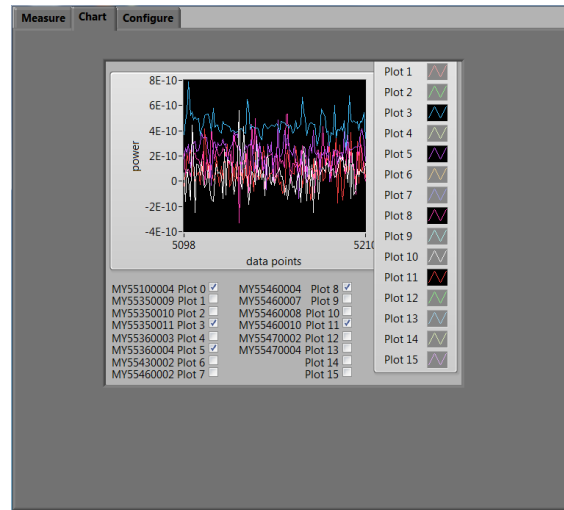 Measure Chart Configure
8E-10
6E-10
4E-10
2E-10
0
-2E-10
-4E-10
power
5098 5210
data points
Plot 1
Plot 2
Plot 3
Plot 4
Plot 5
Plot 6
Plot 7
Plot 8
Plot 9
Plot 10
Plot 11
Plot 12
Plot 13
Plot 14
Plot 15
MY55100004 Plot 0 MY55460004 Plot 8
MY55350009 Plot 1 MY55460007 Plot 9
MY55350010 Plot 2 MY55460008 Plot 10
MY55350011 Plot 3 MY55460010 Plot 11
MY55360003 Plot 4 MY55470002 Plot 12
MY55360004 Plot 5 MY55470004 Plot 13
MY55430002 Plot 6 Plot 14
MY55460002 Plot 7 Plot 15